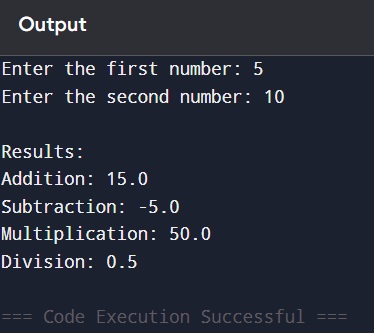 Output
Enter the first number: 5
Enter the second number: 10
Results:
Addition: 15.0
Subtraction: -5.0
Multiplication: 50.0
Division: 0.5
=== Code Execution Successful ===